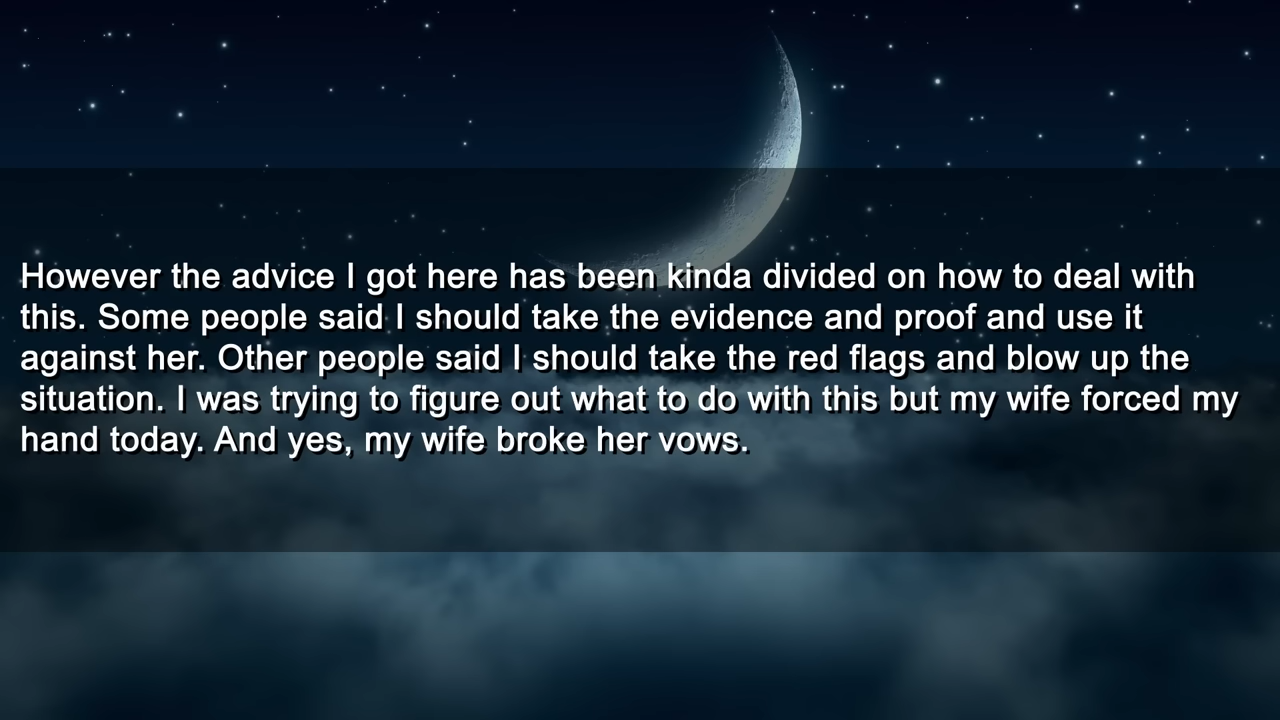 However the advice I got here has been kinda divided on how to deal with
this. Some people said I should take the evidence and proof and use it
against her. Other people said I should take the red flags and blow up the
situation. I was trying to figure out what to do with this but my wife forced my
hand today. And yes, my wife broke her vows.